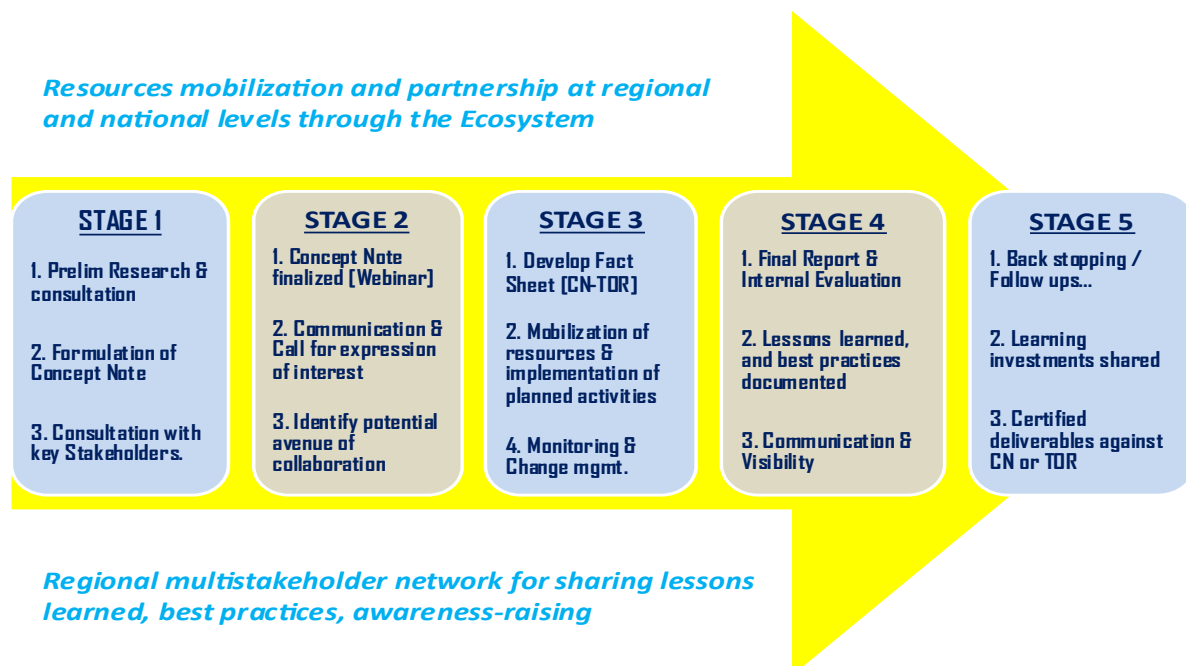 Resources mobilization and partnership at regional
and national levels through the Ecosystem
STAGE 1
1. Prelim Research &
consultation
2. Formulation of
Concept Note
3. Consultation with
key Stakeholders.
STAGE 2
1. Concept Note
finalized [Webinar]
2. Communication &
Call for expression
of interest
3. Identify potential
avenue of
collaboration
STAGE 3
1. Develop Fact
Sheet [CN-TOR]
2. Mobilization of
resources &
implementation of
planned activities
4. Monitoring &
Change mgmt.
STAGE 4
1. Final Report &
Internal Evaluation
2. Lessons learned,
and best practices
documented
3. Communication &
Visibility
STAGE 5
1. Back stopping /
Follow ups...
2. Learning
investments shared
3. Certified
deliverables against
CN or TOR
Regional multistakeholder network for sharing lessons
learned, best practices, awareness-raising